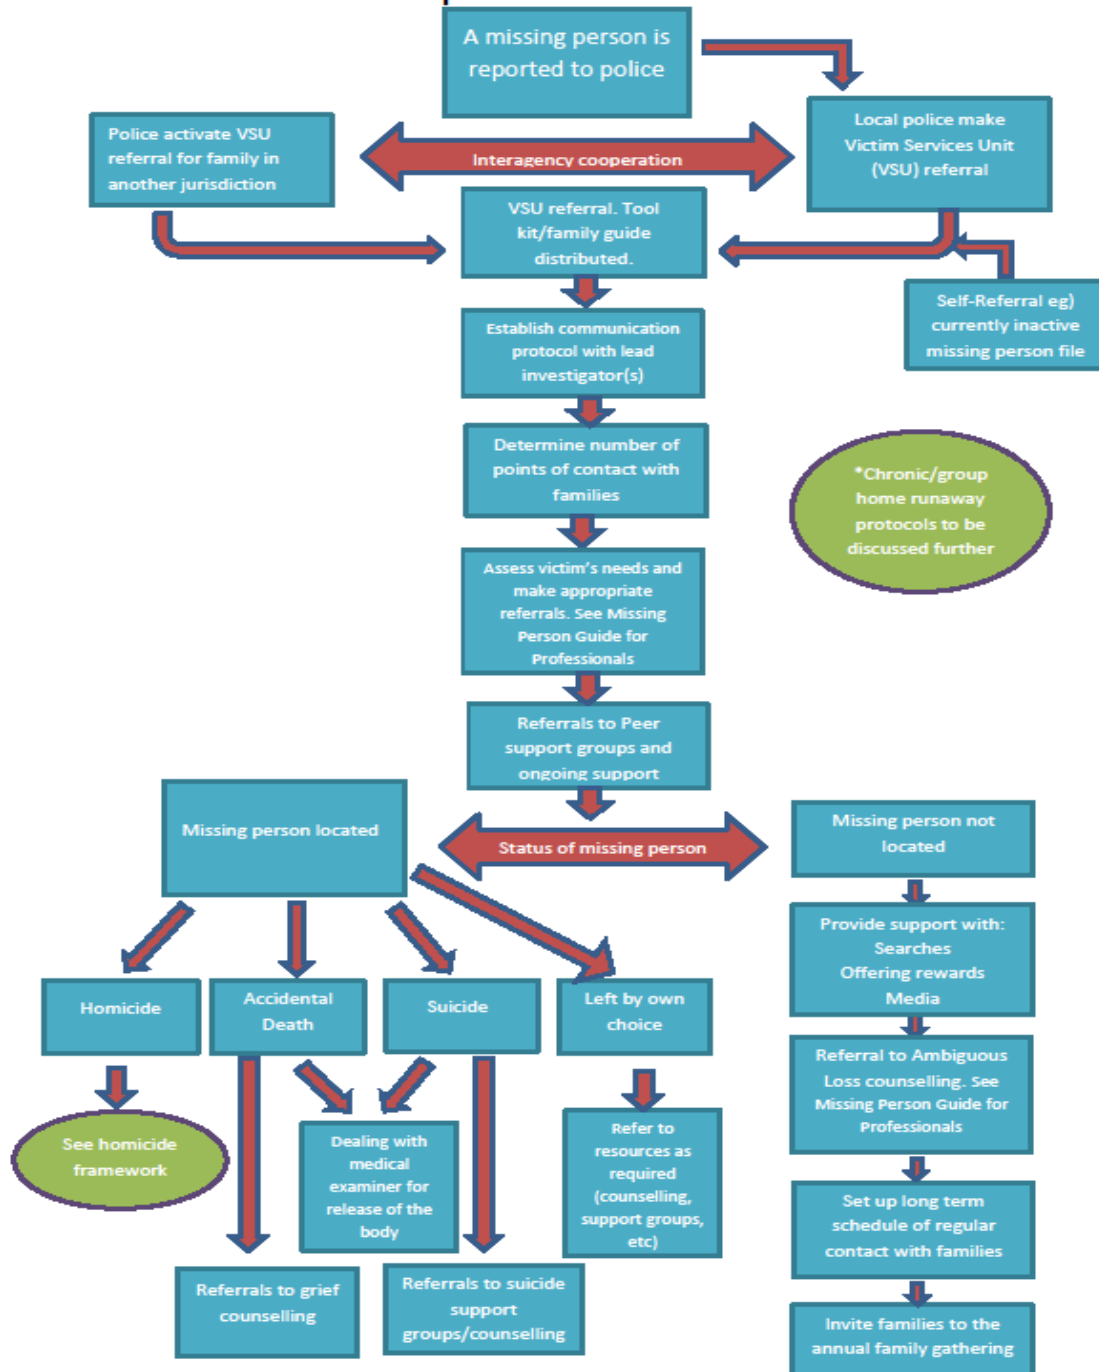 A missing person is
reported to police
Police activate VSU
referral for family in
another jurisdiction
Interagency cooperation
Local police make
Victim Services Unit
(VSU) referral
VSU referral. Tool
kit/family guide
distributed.
Self-Referral eg)
currently inactive
missing person file
Establish communication
protocol with lead
investigator(s)
Determine number of
points of contact with
families
*Chronic/group
home runaway
protocols to be
discussed further
Assess victim's needs and
make appropriate
referrals. See Missing
Person Guide for
Professionals
Referrals to Peer
support groups and
ongoing support
Missing person located
Status of missing person
Missing person not
located
Provide support with:
Searches
Offering rewards
Media
Homicide
Accidental
Death
Suicide
Left by own
choice
Referral to Ambiguous
Loss counselling. See
Missing Person Guide for
Professionals
See homicide
framework
Dealing with
medical
examiner for
release of the
body
Refer to
resources as
required
(counselling,
support groups,
etc)
Set up long term
schedule of regular
contact with families
Referrals to grief
counselling
Referrals to suicide
support
groups/counselling
Invite families to the
annual family gathering